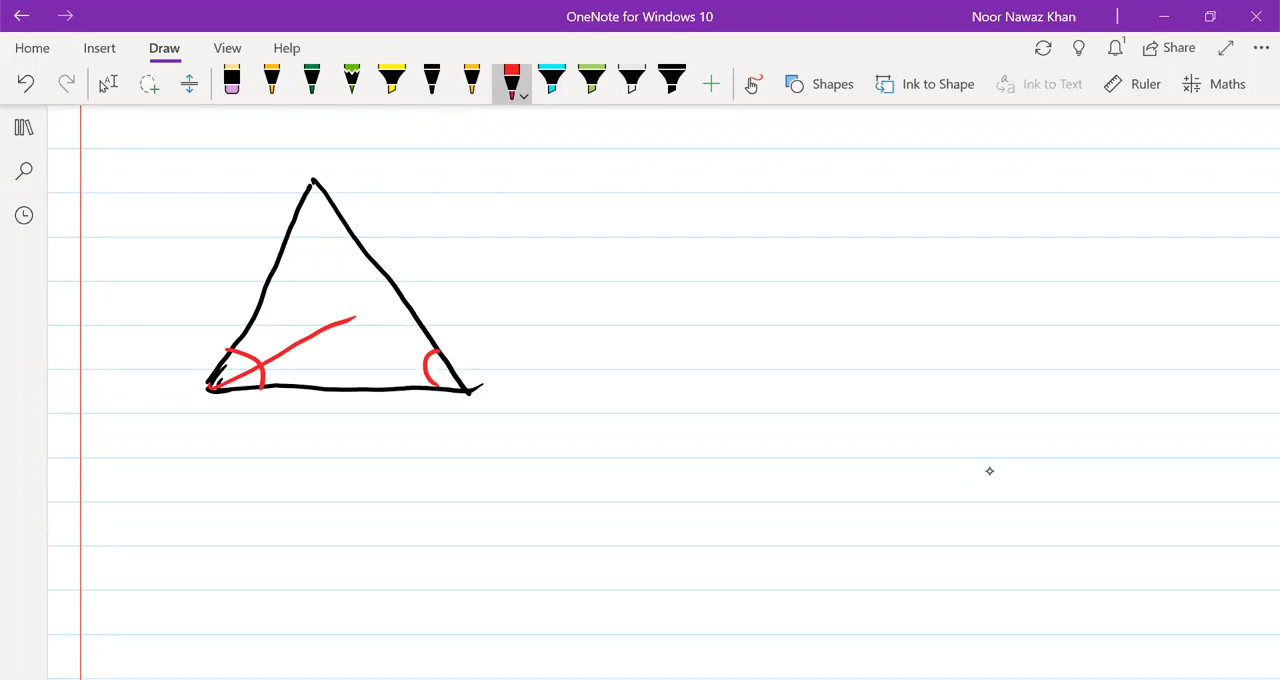 OneNote for Windows 10
Noor Nawaz Khan
Home Insert Draw View Help
1
Share
Shapes Ink to Shape Ink to Text Ruler Maths